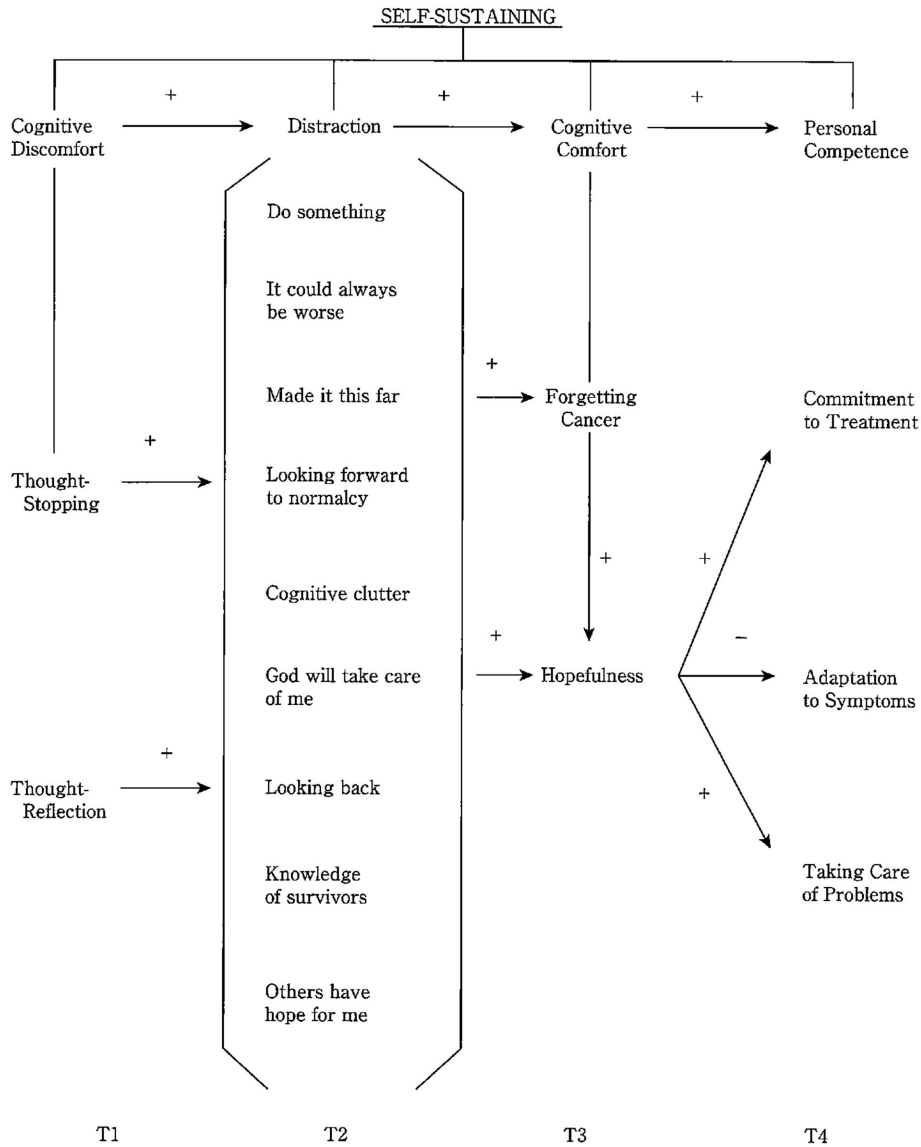 SELF-SUSTAINING
+ + +
Cognitive
Discomfort
Distraction
Cognitive
Comfort
Personal
Competence
Do something
It could always
be worse
+
Made it this far
Forgetting
Cancer
Commitment
to Treatment
+
Thought-
Stopping
Looking forward
to normalcy
+ +
Cognitive clutter
+ −
God will take care
of me
Hopefulness
Adaptation
to Symptoms
+
Thought-
Reflection
Looking back
+
Knowledge
of survivors
Taking Care
of Problems
Others have
hope for me
T1 T2 T3 T4